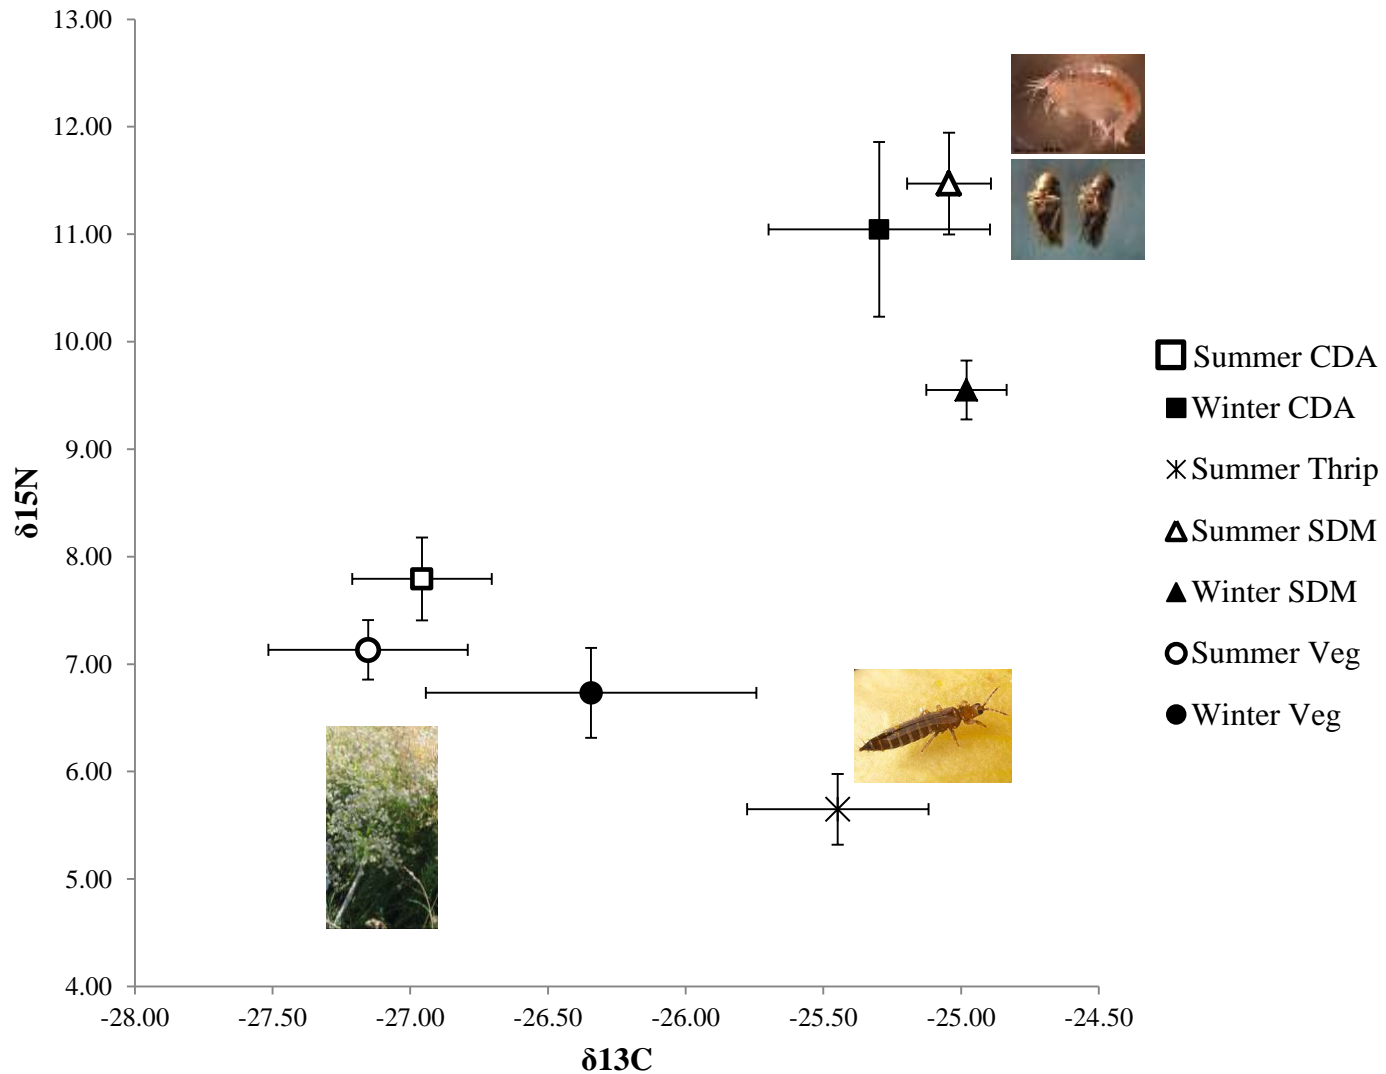 13.00
12.00
11.00
10.00
9.00
8.00
7.00
6.00
5.00
4.00
δ15N
-28.00 -27.50 -27.00 -26.50 -26.00 -25.50 -25.00 -24.50
δ13C
Summer CDA
Winter CDA
Summer Thrip
Summer SDM
Winter SDM
Summer Veg
Winter Veg